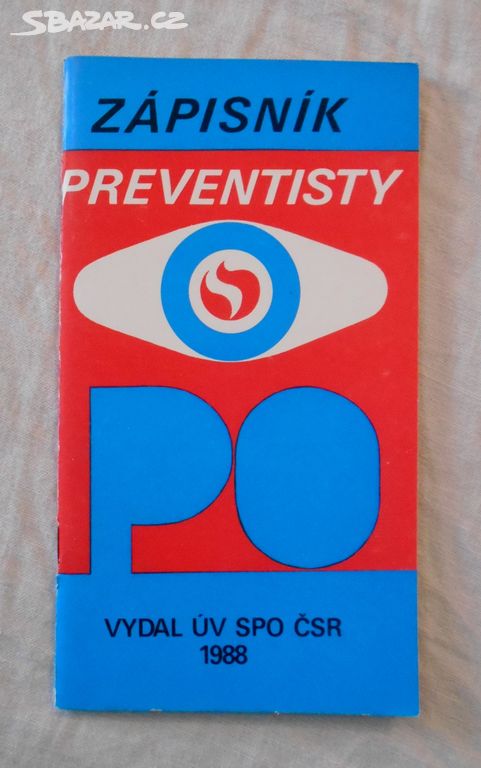 SBAZAR.CZ
ZÁPISNÍK
PREVENTISTY
PO
VYDAL ÚV SPO ČSR
1988